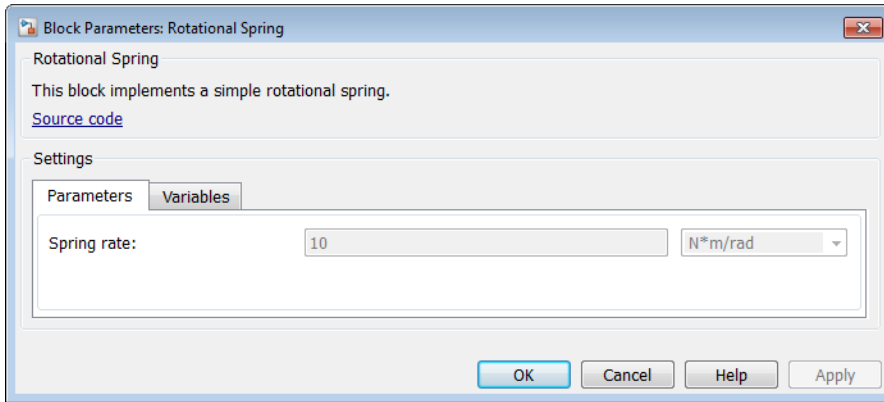 Block Parameters: Rotational Spring
Rotational Spring
This block implements a simple rotational spring.
Source code
Settings
Parameters Variables
Spring rate: 10 N*m/rad
OK Cancel Help Apply